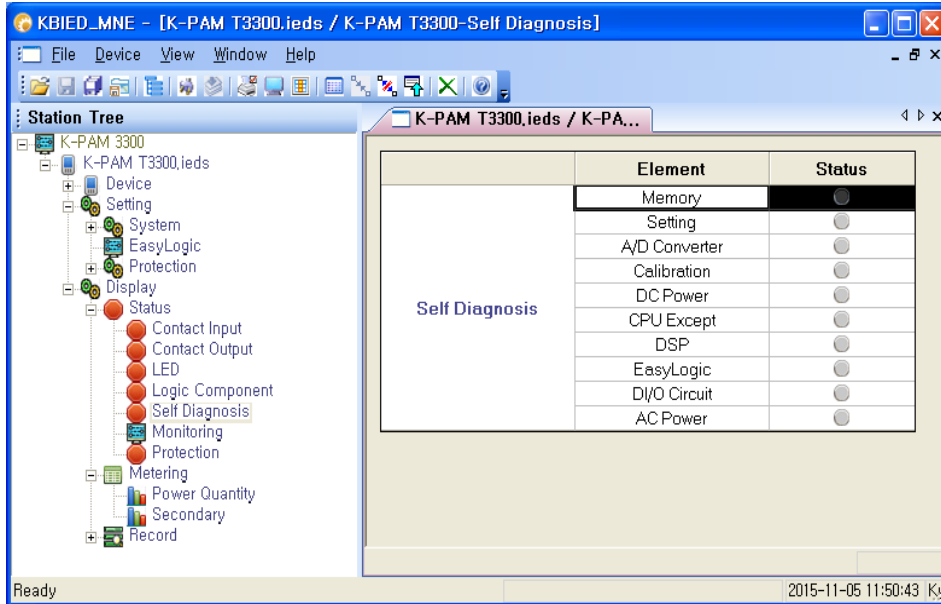 KBIED_MNE - [K-PAM T3300.ieds / K-PAM T3300-Self Diagnosis]
File Device View Window Help
Station Tree
K-PAM 3300
K-PAM T3300.ieds
Device
Setting
System
EasyLogic
Protection
Display
Status
Contact Input
Contact Output
LED
Logic Component
Self Diagnosis
Monitoring
Protection
Metering
Power Quantity
Secondary
Record
K-PAM T3300.ieds / K-PA...
Element Status
Self Diagnosis
Memory
Setting
A/D Converter
Calibration
DC Power
CPU Except
DSP
EasyLogic
DI/O Circuit
AC Power
Ready
2015-11-05 11:50:43